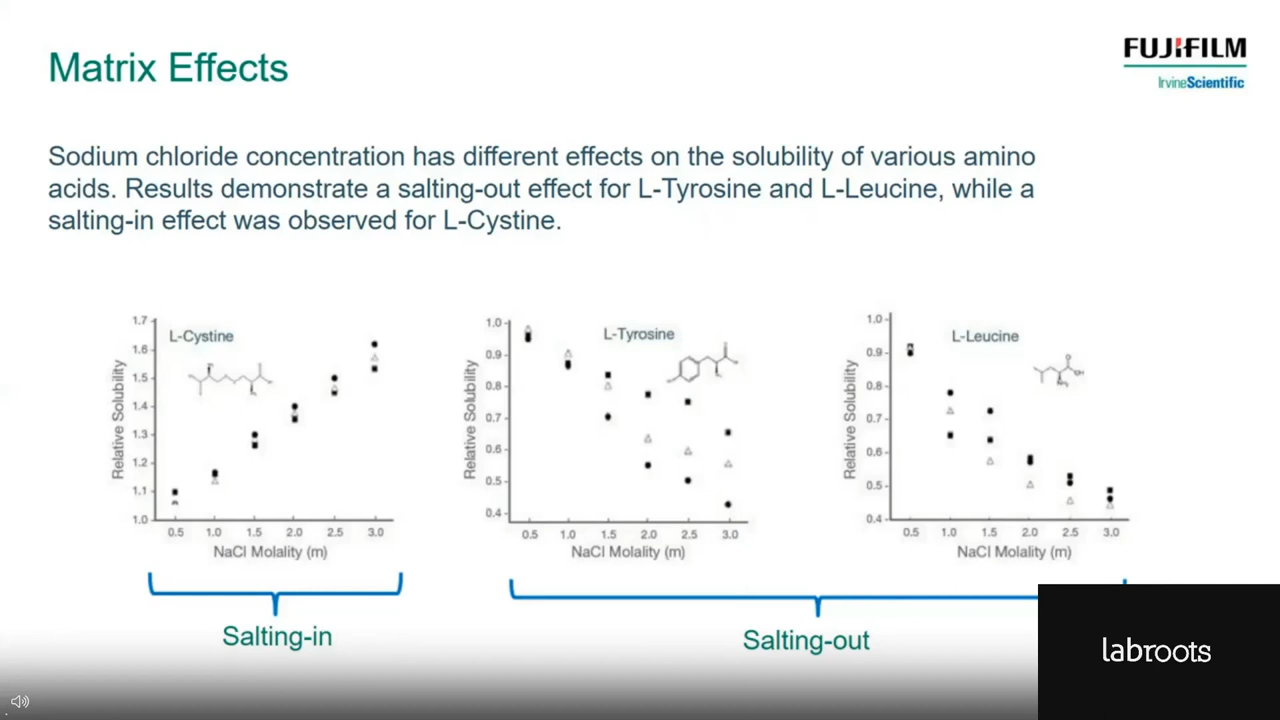 Matrix Effects
FUJIFILM
IrvineScientific
Sodium chloride concentration has different effects on the solubility of various amino
acids. Results demonstrate a salting-out effect for L-Tyrosine and L-Leucine, while a
salting-in effect was observed for L-Cystine.
L-Cystine
Relative Solubility
1.7
1.6
1.5
1.4
1.3
1.2
1.1
1.0
0.5 1.0 1.5 2.0 2.5 3.0
NaCl Molality (m)
L-Tyrosine
Relative Solubility
1.0
0.9
0.8
0.7
0.6
0.5
0.4
0.5 1.0 1.5 2.0 2.5 3.0
NaCl Molality (m)
L-Leucine
Relative Solubility
1.0
0.9
0.8
0.7
0.6
0.5
0.4
O
OH
NH₂
0.5 1.0 1.5 2.0 2.5 3.0
NaCl Molality (m)
Salting-in
Salting-out
labroots